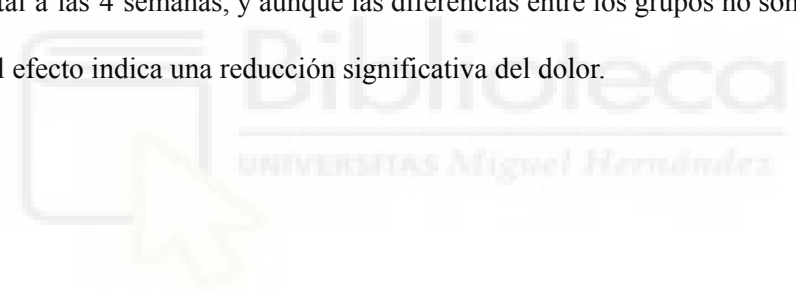 tal a las 4 semanas, y aunque las diferencias entre los grupos no son
l efecto indica una reducción significativa del dolor.
Biblioteca
UNIVERSITAS Miguel Hernández